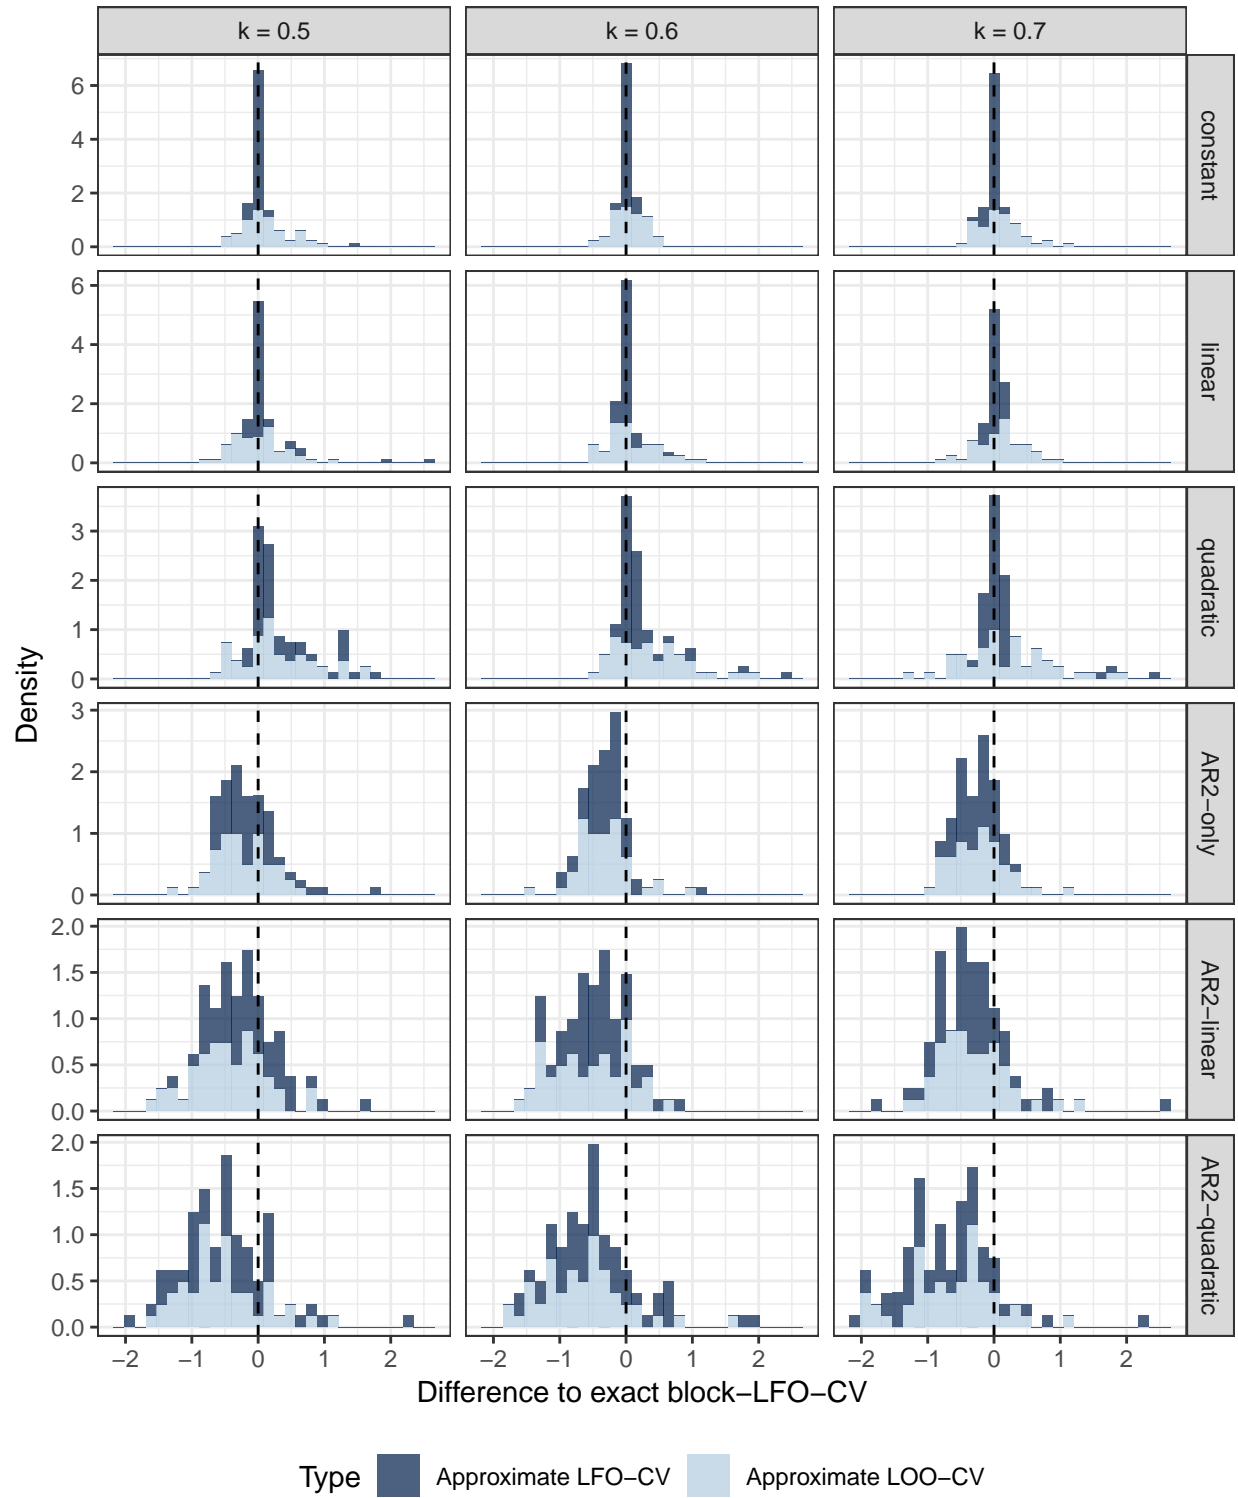 k = 0.5 k = 0.6 k = 0.7
6
4
2
0
constant
6
4
2
0
linear
3
2
1
0
quadratic
3
2
1
0
AR2−only
2.0
1.5
1.0
0.5
0.0
AR2−linear
2.0
1.5
1.0
0.5
0.0
AR2−quadratic
Density
−2 −1 0 1 2 −2 −1 0 1 2 −2 −1 0 1 2
Difference to exact block−LFO−CV
Type Approximate LFO−CV Approximate LOO−CV